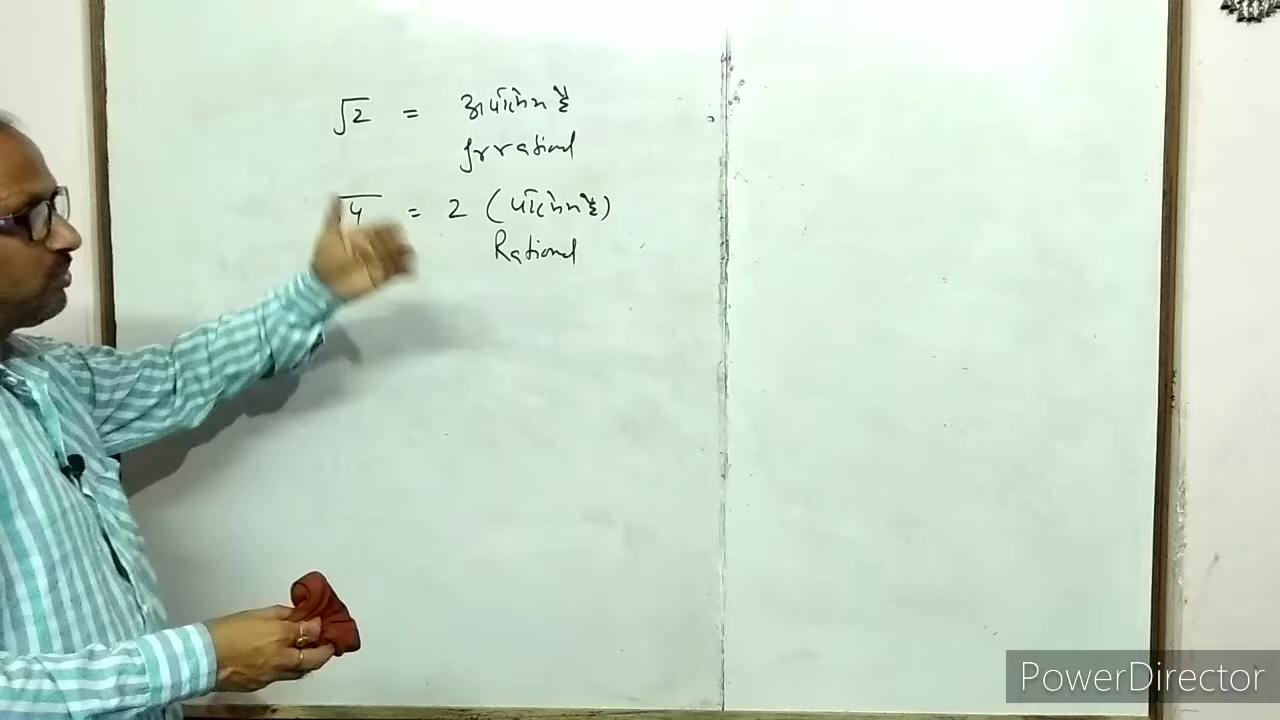 √2 = अपरिमेय है
Irrational
√4 = 2 (परिमेय है)
Rational
PowerDirector